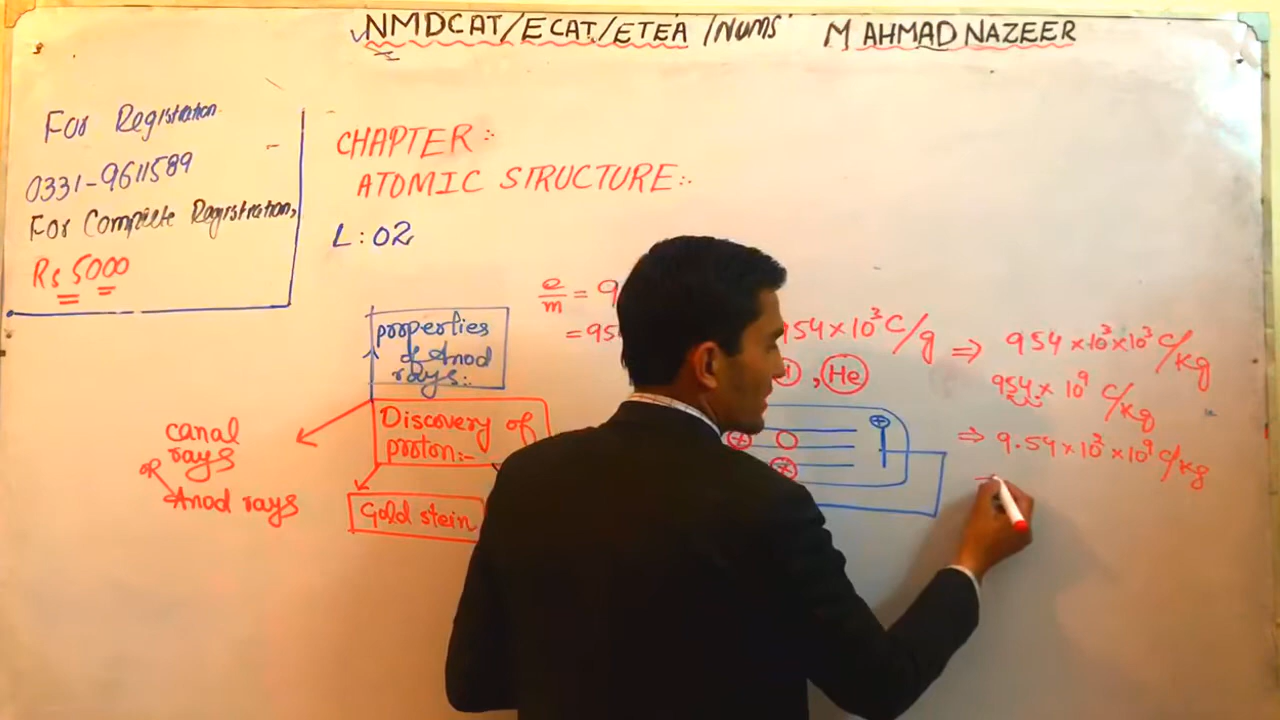 NMDCAT/ECAT/ETEA/NUMS M AHMAD NAZEER
For Registration
0331-9611589
For Complete Registration,
Rs 5000
CHAPTER:
ATOMIC STRUCTURE:
L: 02
e/m = 9
= 95
954×10³ C/g ⇒ 954×10³×10³ C/kg
, He
954×10⁹ C/kg
⇒ 9.54×10²×10⁹ C/kg
properties
of Anod
rays:
Discovery of
proton:-
canal
rays
or
Anod rays
Gold stein